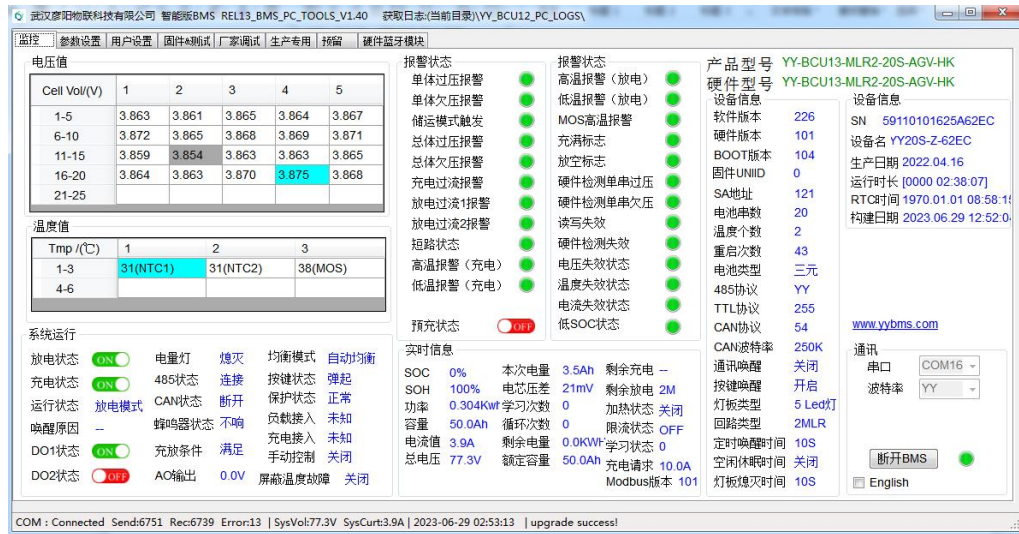 武汉彦阳物联科技有限公司 智能版BMS REL13_BMS_PC_TOOLS_V1.40 获取日志:(当前目录)\YY_BCU12_PC_LOGS\
监控 参数设置 用户设置 固件&测试 厂家调试 生产专用 预留 硬件蓝牙模块
电压值
Cell Vol/(V) 1 2 3 4 5
1-5 3.863 3.861 3.865 3.864 3.867
6-10 3.872 3.865 3.868 3.869 3.871
11-15 3.859 3.854 3.863 3.863 3.865
16-20 3.864 3.863 3.870 3.875 3.868
21-25
温度值
Tmp /(℃) 1 2 3
1-3 31(NTC1) 31(NTC2) 38(MOS)
4-6
系统运行
放电状态 ON 电量灯 熄灭 均衡模式 自动均衡
充电状态 ON 485状态 连接 按键状态 弹起
运行状态 放电模式 CAN状态 断开 保护状态 正常
唤醒原因 -- 蜂鸣器状态 不响 负载接入 未知
充电接入 未知
DO1状态 ON 充放条件 满足
手动控制 关闭
DO2状态 OFF AO输出 0.0V 屏蔽温度故障 关闭
报警状态
单体过压报警
单体欠压报警
储运模式触发
总体过压报警
总体欠压报警
充电过流报警
放电过流1报警
放电过流2报警
短路状态
高温报警（充电）
低温报警（充电）
预充状态 OFF
报警状态
高温报警（放电）
低温报警（放电）
MOS高温报警
充满标志
放空标志
硬件检测单串过压
硬件检测单串欠压
读写失效
硬件检测失效
电压失效状态
温度失效状态
电流失效状态
低SOC状态
实时信息
SOC 0% 本次电量 3.5Ah 剩余充电 --
SOH 100% 电芯压差 21mV 剩余放电 2M
功率 0.304Kw 学习次数 0 加热状态 关闭
容量 50.0Ah 循环次数 0 限流状态 OFF
电流值 3.9A 剩余电量 0.0KWH 学习状态 0
总电压 77.3V 额定容量 50.0Ah 充电请求 10.0A
Modbus版本 101
产品型号 YY-BCU13-MLR2-20S-AGV-HK
硬件型号 YY-BCU13-MLR2-20S-AGV-HK
设备信息
软件版本 226
硬件版本 101
BOOT版本 104
固件UNIID 0
SA地址 121
电池串数 20
温度个数 2
重启次数 43
电池类型 三元
485协议 YY
TTL协议 255
CAN协议 54
CAN波特率 250K
通讯唤醒 关闭
按键唤醒 开启
灯板类型 5 Led灯
回路类型 2MLR
定时唤醒时间 10S
空闲休眠时间 关闭
灯板熄灭时间 10S
设备信息
SN 59110101625A62EC
设备名 YY20S-Z-62EC
生产日期 2022.04.16
运行时长 [0000 02:38:07]
RTC时间 1970.01.01 08:58:1
构建日期 2023.06.29 12:52:0
www.yybms.com
通讯
串口 COM16
波特率 YY
断开BMS
English
COM : Connected Send:6751 Rec:6739 Error:13 | SysVol:77.3V SysCurt:3.9A | 2023-06-29 02:53:13 | upgrade success!